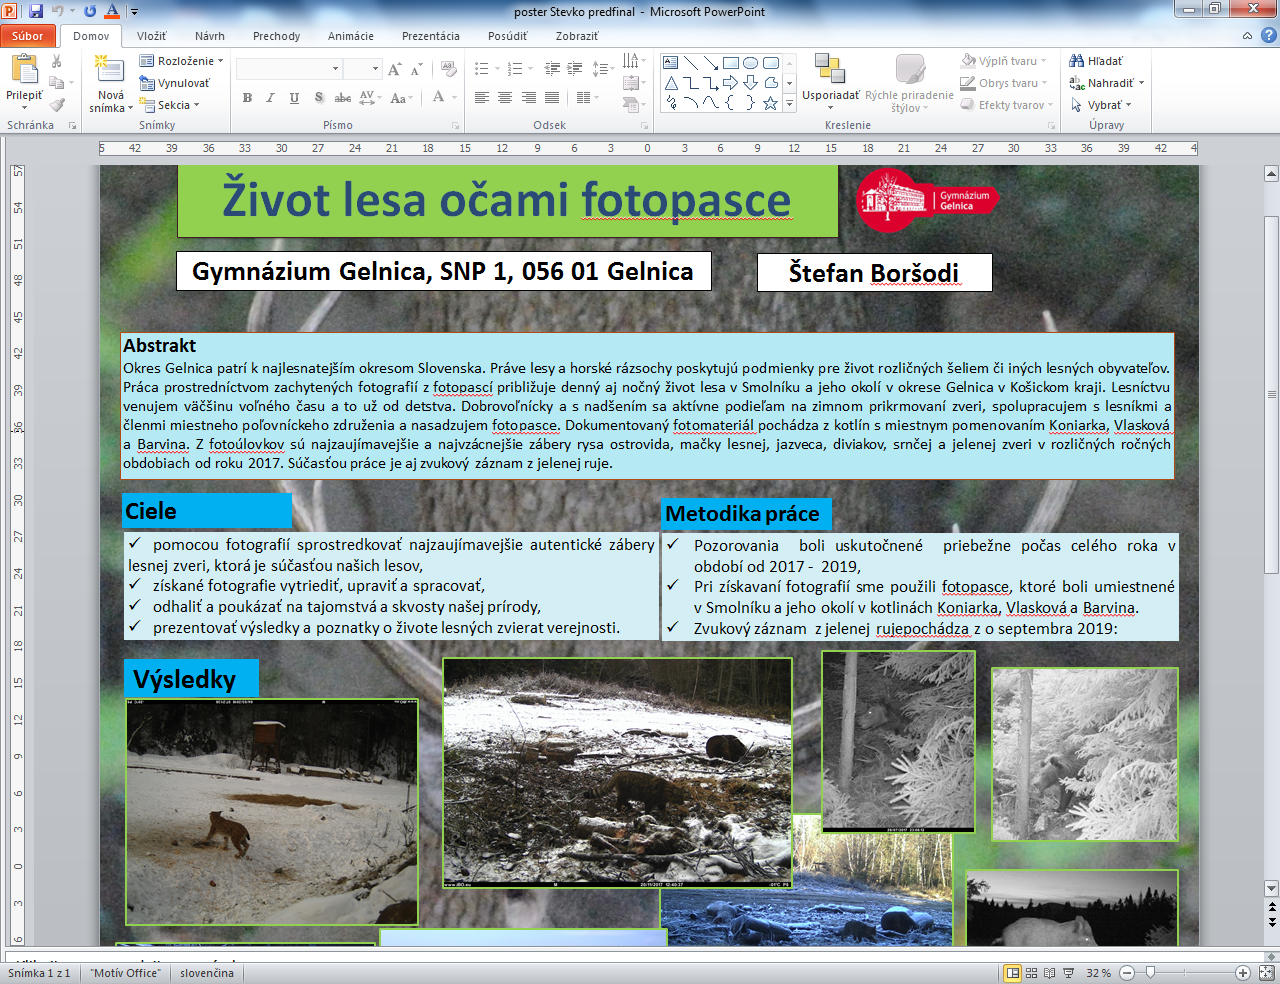 poster Stevko predfinal - Microsoft PowerPoint
Súbor Domov Vložiť Návrh Prechody Animácie Prezentácia Posúdiť Zobraziť
Prilepiť
Schránka
Nová snímka
Rozloženie
Vynulovať
Sekcia
Snímky
Písmo
Odsek
Usporiadať
Rýchle priradenie štýlov
Výplň tvaru
Obrys tvaru
Efekty tvarov
Kreslenie
Hľadať
Nahradiť
Vybrať
Úpravy
Život lesa očami fotopasce
Gymnázium
Gelnica
Gymnázium Gelnica, SNP 1, 056 01 Gelnica
Štefan Boršodi
Abstrakt
Okres Gelnica patrí k najlesnatejším okresom Slovenska. Práve lesy a horské rázsochy poskytujú podmienky pre život rozličných šeliem či iných lesných obyvateľov.
Práca prostredníctvom zachytených fotografií z fotopascí približuje denný aj nočný život lesa v Smolníku a jeho okolí v okrese Gelnica v Košickom kraji. Lesníctvu
venujem väčšinu voľného času a to už od detstva. Dobrovoľnícky a s nadšením sa aktívne podieľam na zimnom prikrmovaní zveri, spolupracujem s lesníkmi a
členmi miestneho poľovníckeho združenia a nasadzujem fotopasce. Dokumentovaný fotomateriál pochádza z kotlín s miestnym pomenovaním Koniarka, Vlasková
a Barvina. Z fotoúlovkov sú najzaujímavejšie a najvzácnejšie zábery rysa ostrovida, mačky lesnej, jazveca, diviakov, srnčej a jelenej zveri v rozličných ročných
obdobiach od roku 2017. Súčasťou práce je aj zvukový záznam z jelenej ruje.
Ciele
pomocou fotografií sprostredkovať najzaujímavejšie autentické zábery
lesnej zveri, ktorá je súčasťou našich lesov,
získané fotografie vytriediť, upraviť a spracovať,
odhaliť a poukázať na tajomstvá a skvosty našej prírody,
prezentovať výsledky a poznatky o živote lesných zvierat verejnosti.
Metodika práce
Pozorovania boli uskutočnené priebežne počas celého roka v
období od 2017 - 2019,
Pri získavaní fotografií sme použili fotopasce, ktoré boli umiestnené
v Smolníku a jeho okolí v kotlinách Koniarka, Vlasková a Barvina.
Zvukový záznam z jelenej rujepochádza z o septembra 2019:
Výsledky
Snímka 1 z 1 "Motív Office" slovenčina 32 %